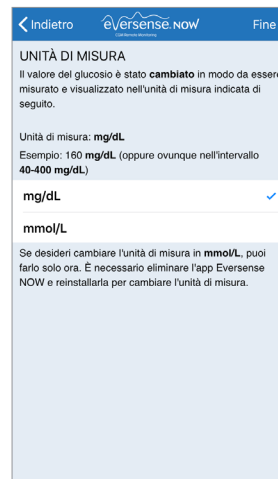 Indietro
eversense NOW
CGM Remote Monitoring
Fine
UNITÀ DI MISURA
Il valore del glucosio è stato cambiato in modo da essere
misurato e visualizzato nell'unità di misura indicata di
seguito.
Unità di misura: mg/dL
Esempio: 160 mg/dL (oppure ovunque nell'intervallo
40-400 mg/dL)
mg/dL
mmol/L
Se desideri cambiare l'unità di misura in mmol/L, puoi
farlo solo ora. È necessario eliminare l'app Eversense
NOW e reinstallarla per cambiare l'unità di misura.